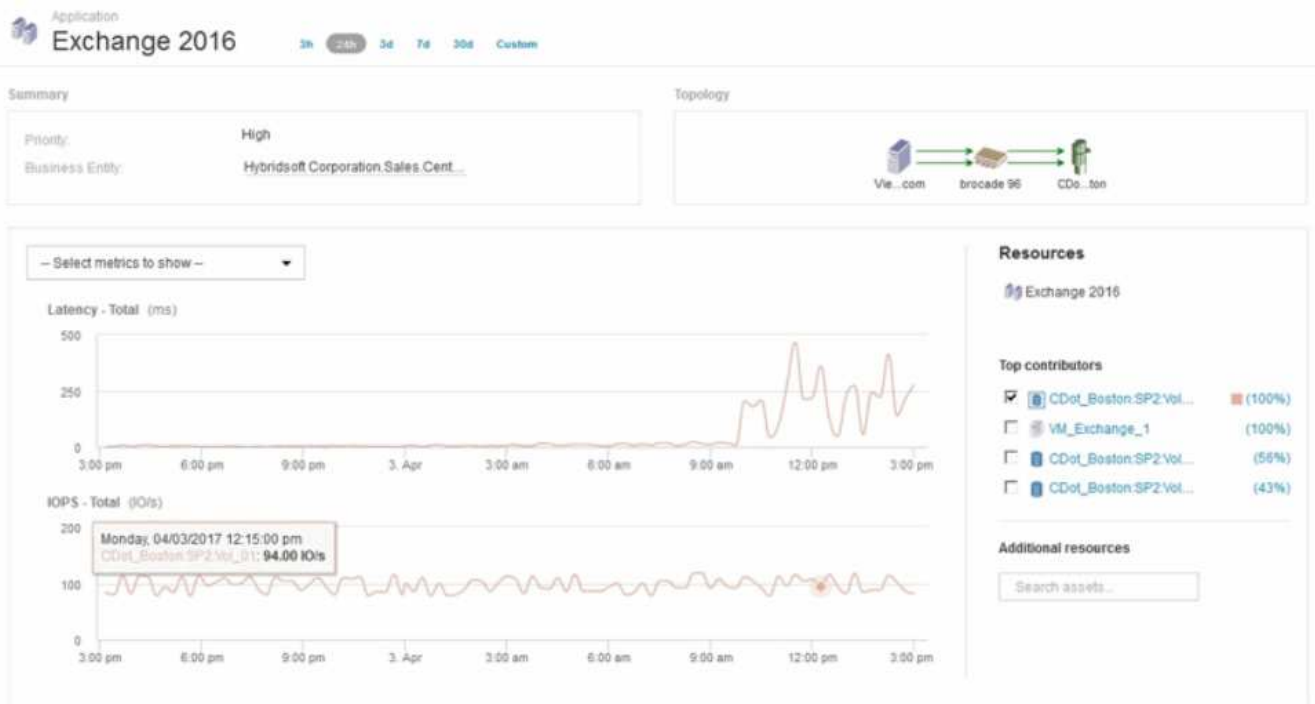 Application
Exchange 2016
3h 24h 3d 7d 30d Custom
Summary
Priority: High
Business Entity: Hybridsoft Corporation.Sales.Cent...
Topology
Vie...com brocade 96 CDo...ton
-- Select metrics to show --
Latency - Total (ms)
500
250
0
3:00 pm 6:00 pm 9:00 pm 3. Apr 3:00 am 6:00 am 9:00 am 12:00 pm 3:00 pm
IOPS - Total (IO/s)
200
Monday, 04/03/2017 12:15:00 pm
CDot_Boston:SP2:Vol_01: 94.00 IO/s
100
0
3:00 pm 6:00 pm 9:00 pm 3. Apr 3:00 am 6:00 am 9:00 am 12:00 pm 3:00 pm
Resources
Exchange 2016
Top contributors
CDot_Boston:SP2:Vol... (100%)
VM_Exchange_1 (100%)
CDot_Boston:SP2:Vol... (56%)
CDot_Boston:SP2:Vol... (43%)
Additional resources
Search assets...